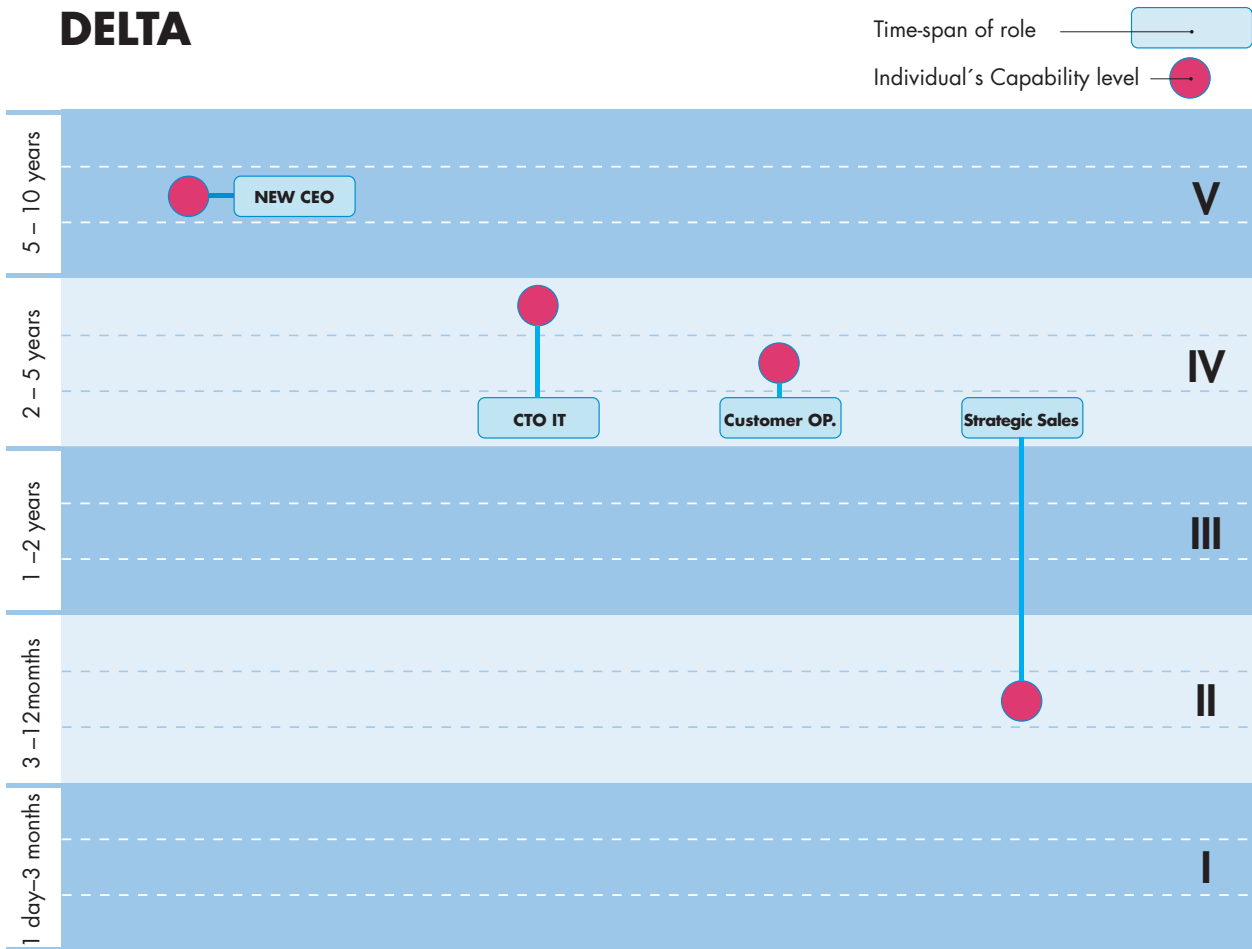 DELTA
Time-span of role
Individual´s Capability level
5 – 10 years
NEW CEO
V
2 – 5 years
CTO IT
Customer OP.
Strategic Sales
IV
1 –2 years
III
3 –12momths
II
1 day–3 months
I